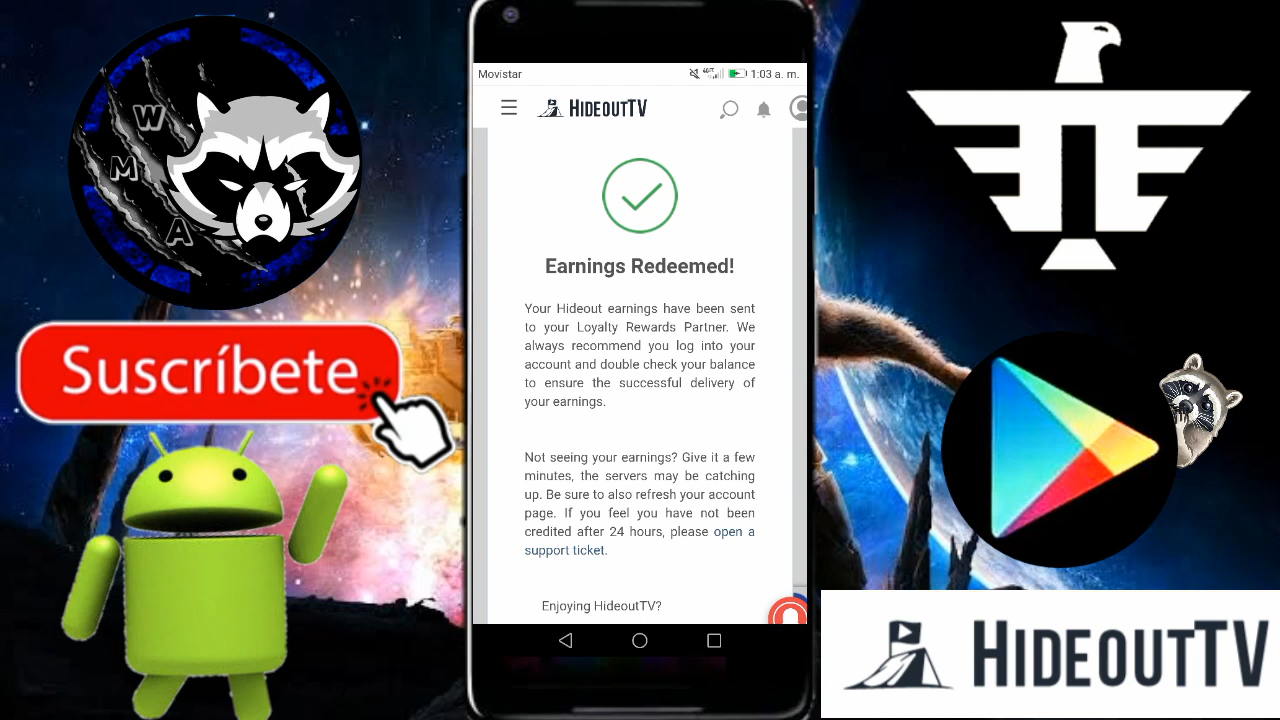 W
M
A
Suscríbete
Movistar
1:03 a. m.
HIDEOUTTV
Earnings Redeemed!
Your Hideout earnings have been sent
to your Loyalty Rewards Partner. We
always recommend you log into your
account and double check your balance
to ensure the successful delivery of
your earnings.
Not seeing your earnings? Give it a few
minutes, the servers may be catching
up. Be sure to also refresh your account
page. If you feel you have not been
credited after 24 hours, please open a
support ticket.
Enjoying HideoutTV?
HIDEOUTTV